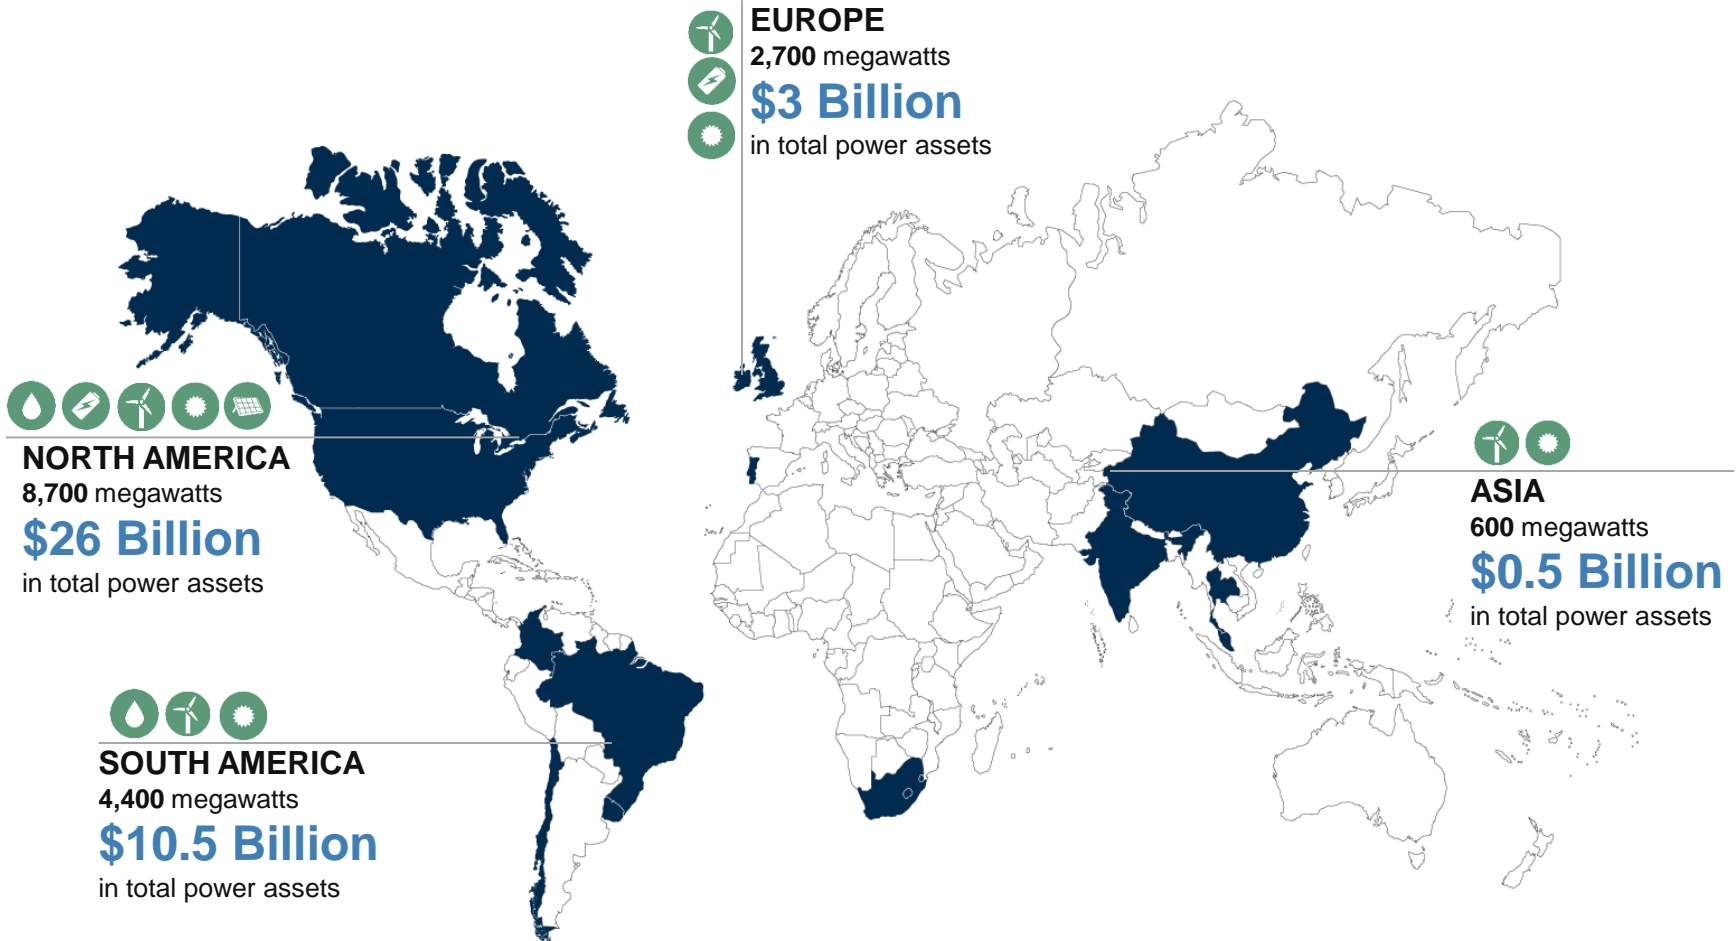 EUROPE
2,700 megawatts
$3 Billion
in total power assets
NORTH AMERICA
8,700 megawatts
$26 Billion
in total power assets
ASIA
600 megawatts
$0.5 Billion
in total power assets
SOUTH AMERICA
4,400 megawatts
$10.5 Billion
in total power assets